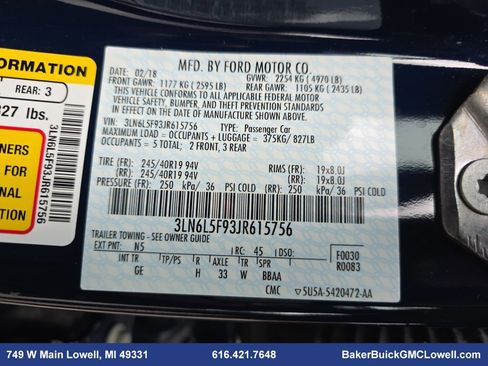 ORMATION
REAR: 3
827 lbs.
NERS
FOR
ION
3LN6L5F93JR615756
MFD. BY FORD MOTOR CO.
DATE: 02/18 GVWR: 2254 KG ( 4970 LB)
FRONT GAWR: 1177 KG ( 2595 LB) REAR GAWR: 1105 KG ( 2435 LB)
THIS VEHICLE CONFORMS TO ALL APPLICABLE FEDERAL MOTOR VEHICLE
SAFETY, BUMPER, AND THEFT PREVENTION STANDARDS IN EFFECT ON THE
DATE OF MANUFACTURE SHOWN ABOVE.
VIN: 3LN6L5F93JR615756 TYPE: Passenger Car
MAXIMUM LOAD= OCCUPANTS + LUGGAGE = 375KG/ 827LB
OCCUPANTS= 5 TOTAL: 2 FRONT, 3 REAR
TIRE (FR): 245/40R19 94V RIMS (FR): 19x8.0J
(RR): 245/40R19 94V (RR): 19x8.0J
PRESSURE (FR): 250 kPa/ 36 PSI COLD (RR): 250 kPa/ 36 PSI COLD
3LN6L5F93JR615756
TRAILER TOWING - SEE OWNER GUIDE
EXT PNT: N5 RC: 45 DSO: F0030
INT TR TP/PS R AXLE TR SPR R0083
GE H 33 W BBAA
CMC 5U5A-5420472-AA
749 W Main Lowell, MI 49331 616.421.7648 BakerBuickGMCLowell.com